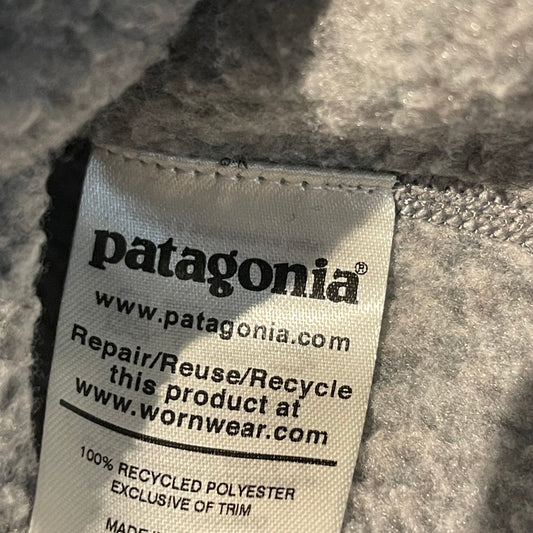 patagonia®
www.patagonia.com
Repair/Reuse/Recycle
this product at
www.wornwear.com
100% RECYCLED POLYESTER
EXCLUSIVE OF TRIM
MADE